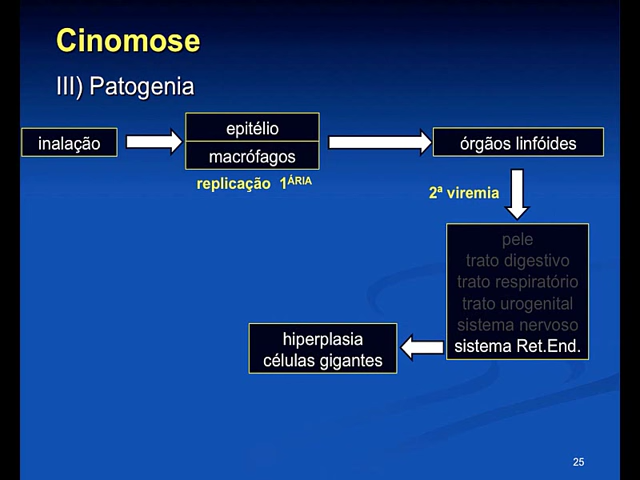 Cinomose
III) Patogenia
inalação
epitélio
macrófagos
replicação 1ÁRIA
órgãos linfóides
2ª viremia
pele
trato digestivo
trato respiratório
trato urogenital
sistema nervoso
sistema Ret.End.
hiperplasia
células gigantes
25